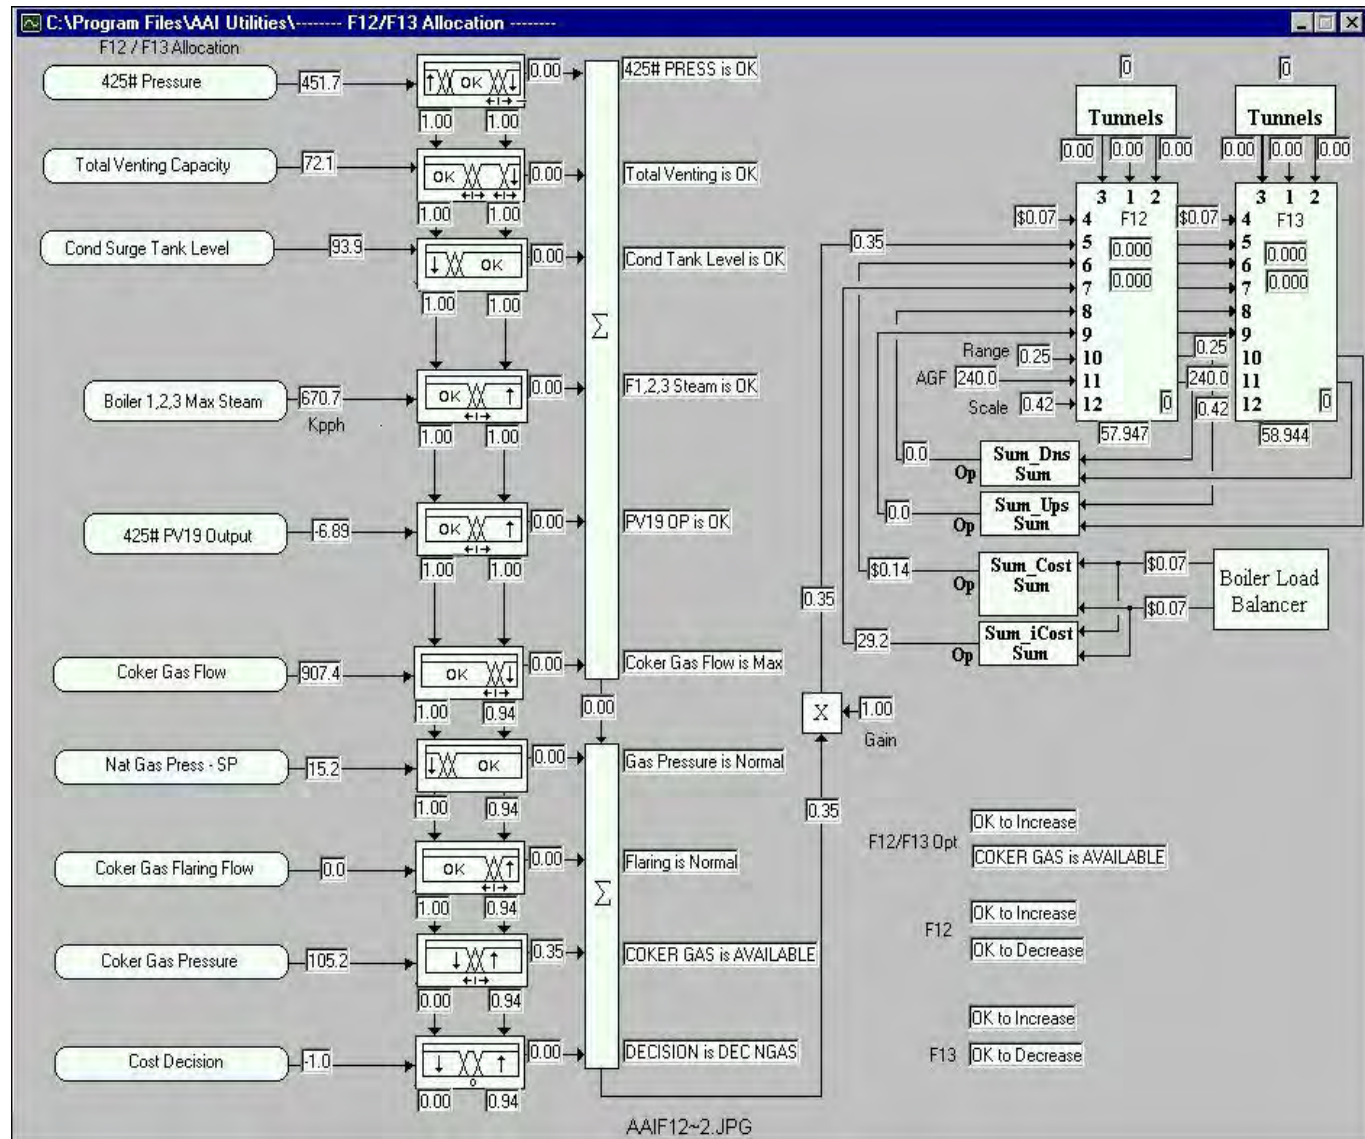 C:\Program Files\AAI Utilities\-------- F12/F13 Allocation --------
F12 / F13 Allocation
425# Pressure 451.7 OK 0.00 425# PRESS is OK
1.00 1.00
Total Venting Capacity 72.1 OK 0.00 Total Venting is OK
1.00 1.00
Cond Surge Tank Level 93.9 OK 0.00 Cond Tank Level is OK
1.00 1.00
Σ
Boiler 1,2,3 Max Steam 670.7 OK 0.00 F1,2,3 Steam is OK
Kpph
1.00 1.00
425# PV19 Output -6.89 OK 0.00 PV19 OP is OK
1.00 1.00
Coker Gas Flow 907.4 OK 0.00 Coker Gas Flow is Max
1.00 0.94 0.00
Nat Gas Press - SP 15.2 OK 0.00 Gas Pressure is Normal
1.00 0.94
Coker Gas Flaring Flow 0.0 OK 0.00 Flaring is Normal
Σ
1.00 0.94
Coker Gas Pressure 105.2 0.35 COKER GAS is AVAILABLE
0.00 0.94
Cost Decision -1.0 0 0.00 DECISION is DEC NGAS
0.00 0.94
0 0
Tunnels Tunnels
0.00 0.00 0.00 0.00 0.00 0.00
3 1 2 3 1 2
$0.07 4 F12 $0.07 4 F13
0.35 5 0.000 5 0.000
6 6
7 0.000 7 0.000
8 8
9 9
Range 0.25 10 0.25 10
AGF 240.0 11 240.0 11
Scale 0.42 12 0 0.42 12 0
57.947 58.944
0.0 Op Sum_Dns
Sum
0.0 Op Sum_Ups
Sum
$0.14 Op Sum_Cost
Sum
$0.07
$0.07
Boiler Load
Balancer
29.2 Op Sum_iCost
Sum
0.35
X 1.00
Gain
0.35
F12/F13 Opt OK to Increase
COKER GAS is AVAILABLE
F12 OK to Increase
OK to Decrease
F13 OK to Increase
OK to Decrease
AAIF12~2.JPG